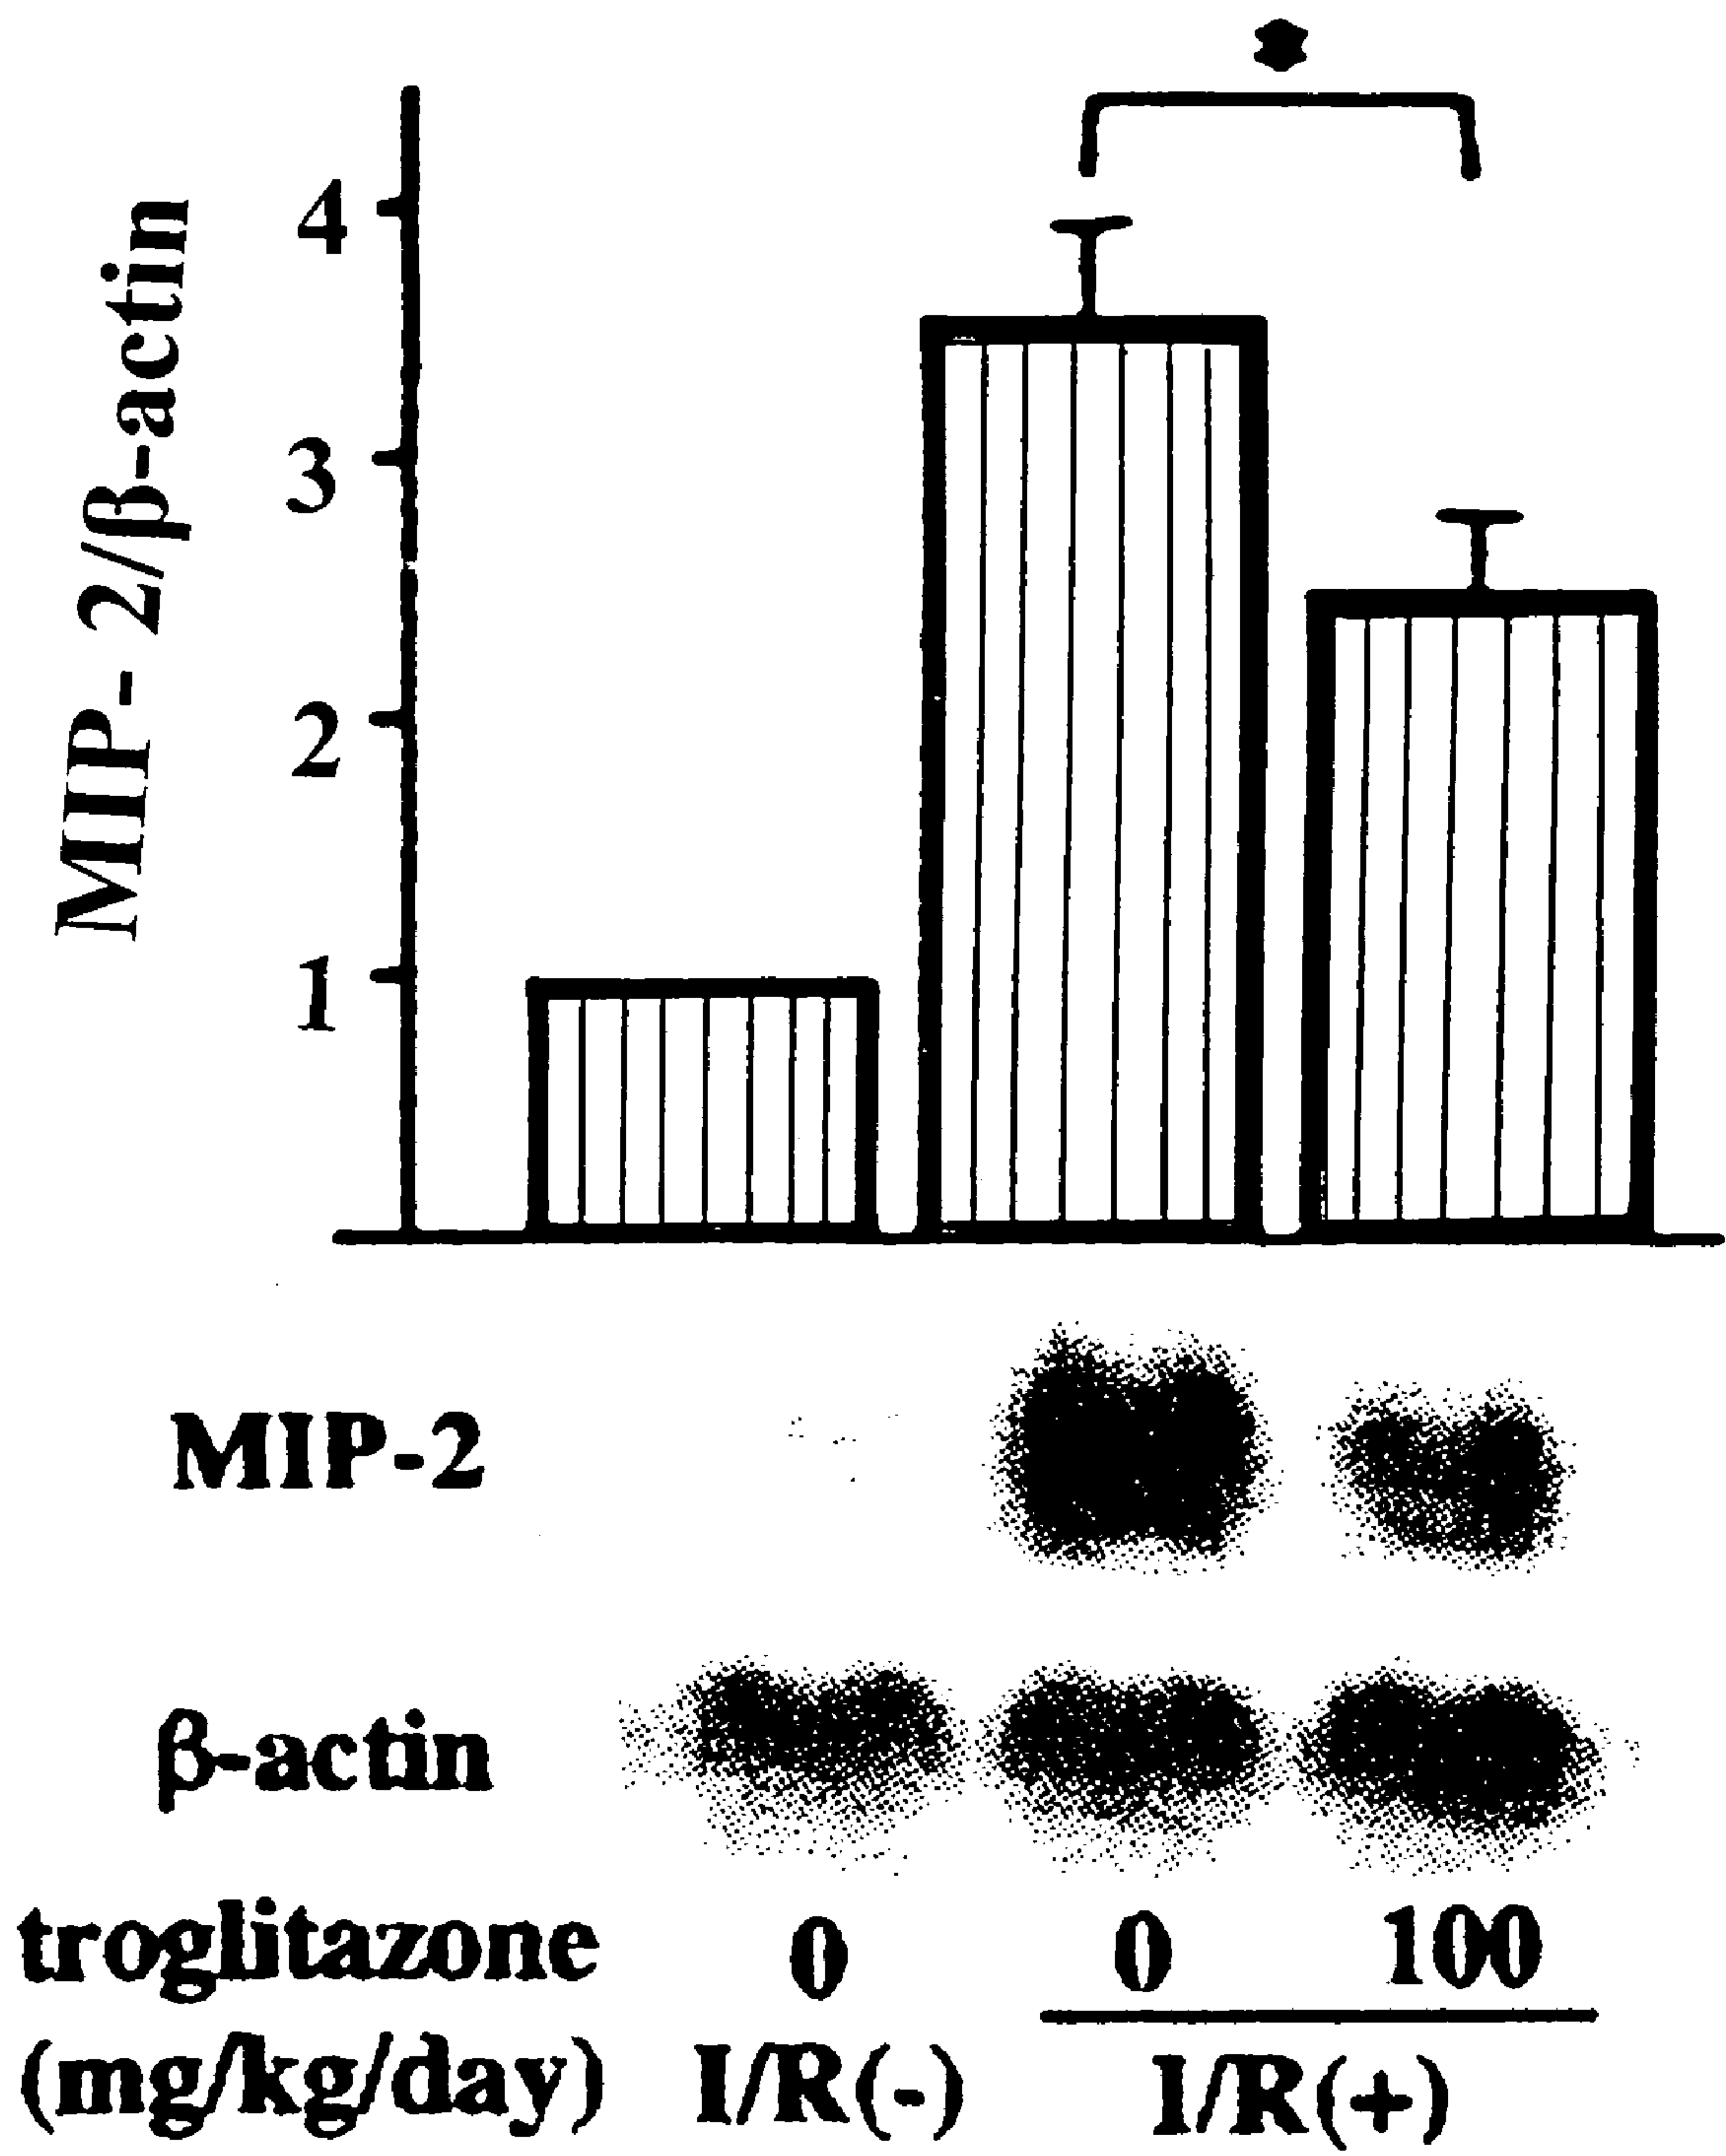 *
MIP- 2//β-actin
4
3
2
1
MIP-2
β-actin
troglitazone 0 0 100
(mg/kg/day) I/R(-) I/R(+)